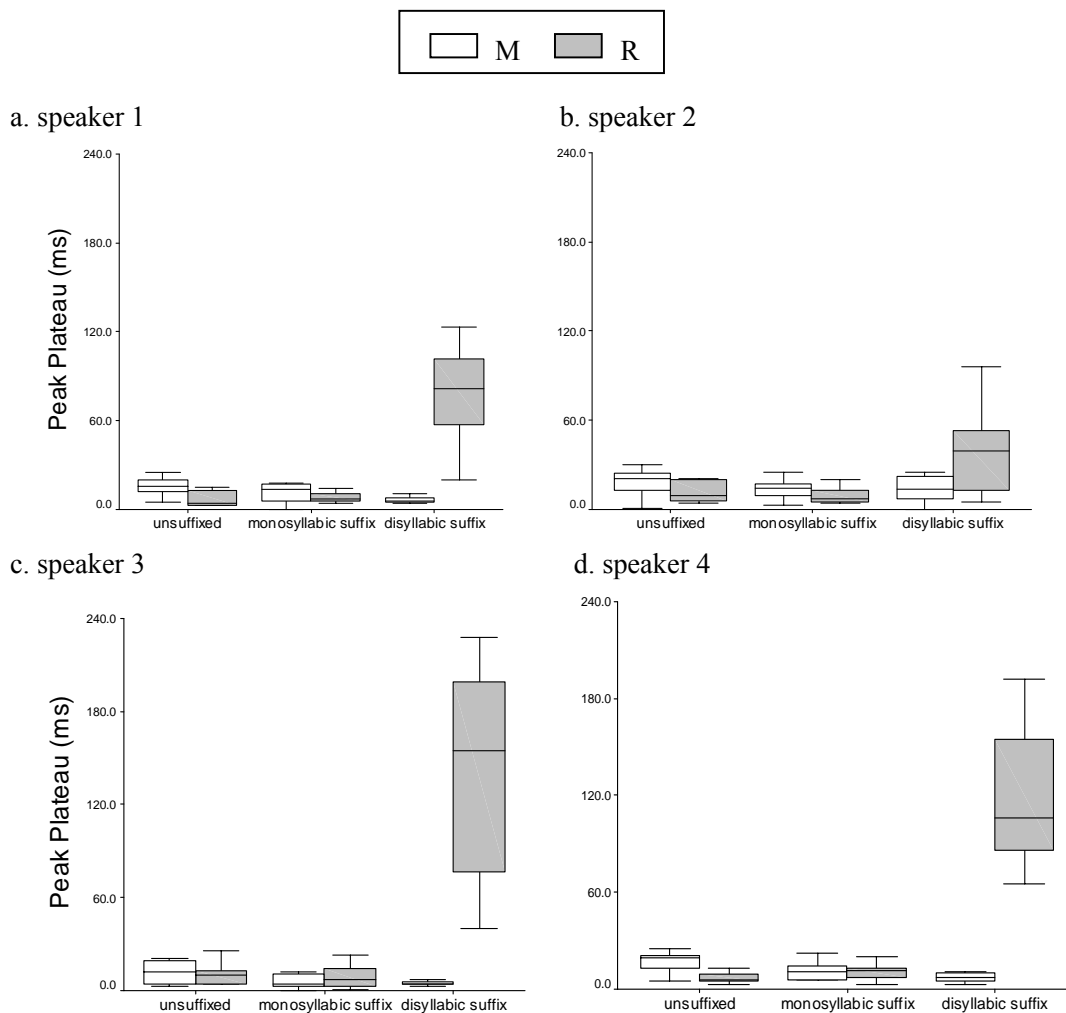 M R
a. speaker 1
b. speaker 2
Peak Plateau (ms)
240.0
180.0
120.0
60.0
0.0
unsuffixed monosyllabic suffix disyllabic suffix
240.0
180.0
120.0
60.0
0.0
unsuffixed monosyllabic suffix disyllabic suffix
c. speaker 3
d. speaker 4
Peak Plateau (ms)
240.0
180.0
120.0
60.0
0.0
unsuffixed monosyllabic suffix disyllabic suffix
240.0
180.0
120.0
60.0
0.0
unsuffixed monosyllabic suffix disyllabic suffix